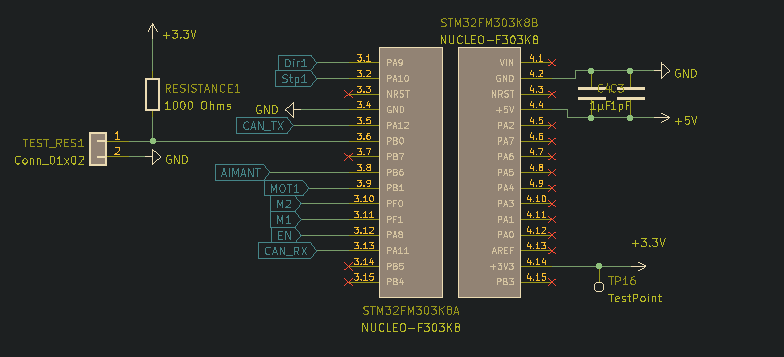 STM32FM303K8B
NUCLEO-F303K8
+3.3V
RESISTANCE1
1000 Ohms
TEST_RES1
Conn_01x02
1
2
GND
Dir1 3.1 PA9
Stp1 3.2 PA10
3.3 NRST
GND 3.4 GND
CAN_TX 3.5 PA12
3.6 PB0
3.7 PB7
AIMANT 3.8 PB6
MOT1 3.9 PB1
M2 3.10 PF0
M1 3.11 PF1
EN 3.12 PA8
CAN_RX 3.13 PA11
3.14 PB5
3.15 PB4
STM32FM303K8A
NUCLEO-F303K8
VIN 4.1
GND 4.2
NRST 4.3
+5V 4.4
PA2 4.5
PA7 4.6
PA6 4.7
PA5 4.8
PA4 4.9
PA3 4.10
PA1 4.11
PA0 4.12
AREF 4.13
+3V3 4.14
PB3 4.15
GND
1µF 1pF
+5V
+3.3V
TP16
TestPoint